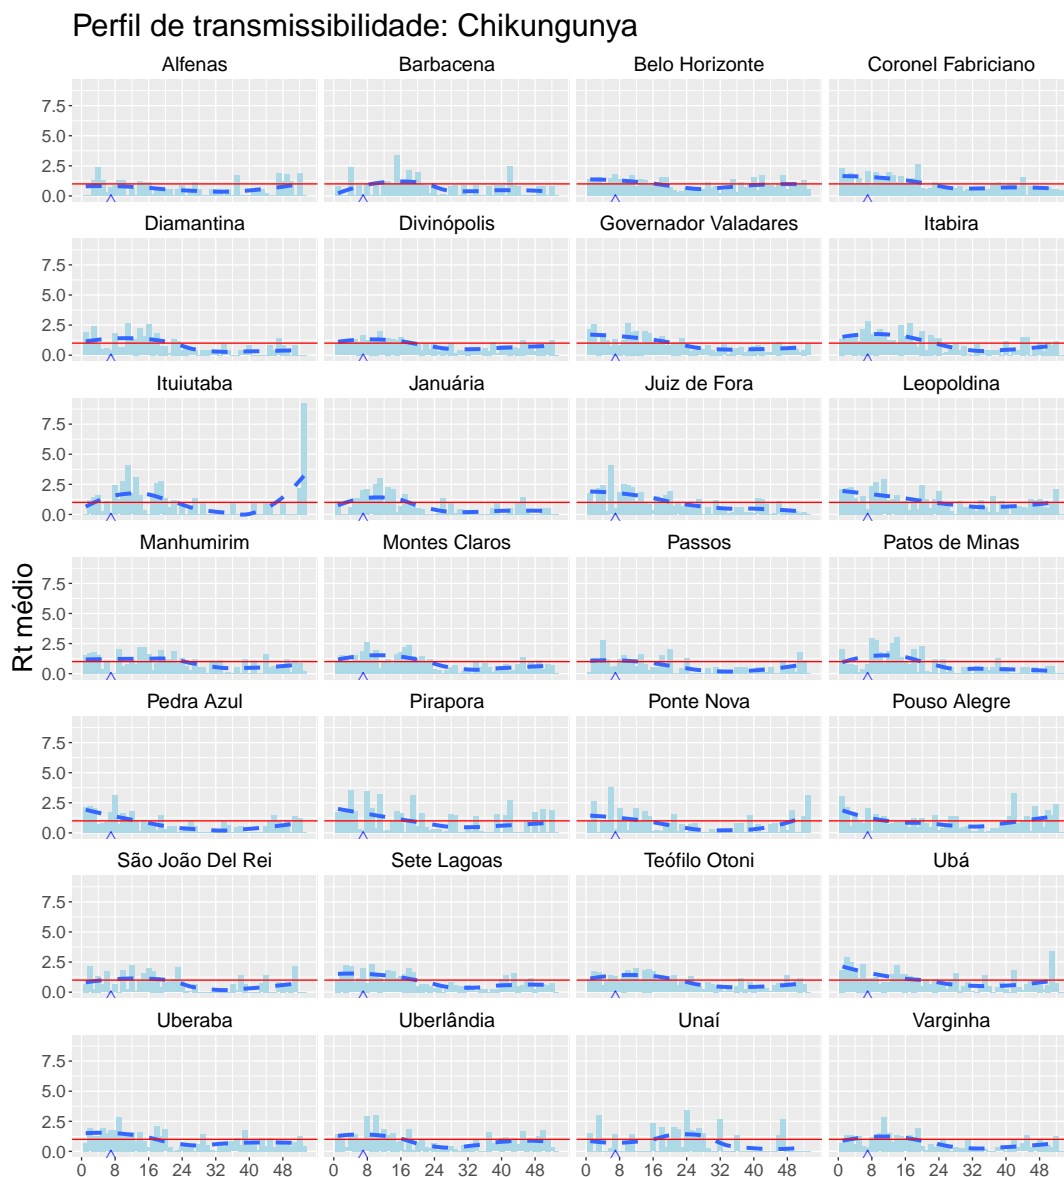 Perfil de transmissibilidade: Chikungunya
Alfenas Barbacena Belo Horizonte Coronel Fabriciano
7.5
5.0
2.5
0.0
Diamantina Divinópolis Governador Valadares Itabira
7.5
5.0
2.5
0.0
Ituiutaba Januária Juiz de Fora Leopoldina
7.5
5.0
2.5
0.0
Manhumirim Montes Claros Passos Patos de Minas
7.5
5.0
2.5
0.0
Rt médio
Pedra Azul Pirapora Ponte Nova Pouso Alegre
7.5
5.0
2.5
0.0
São João Del Rei Sete Lagoas Teófilo Otoni Ubá
7.5
5.0
2.5
0.0
Uberaba Uberlândia Unaí Varginha
7.5
5.0
2.5
0.0
0 8 16 24 32 40 48 0 8 16 24 32 40 48 0 8 16 24 32 40 48 0 8 16 24 32 40 48